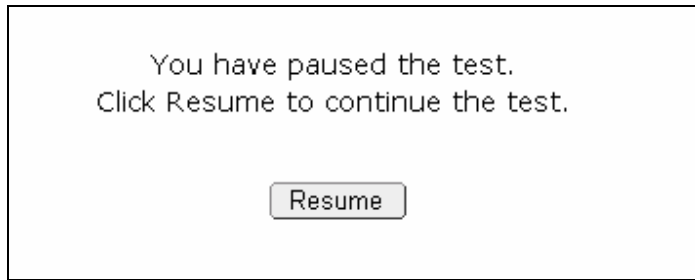 You have paused the test.
Click Resume to continue the test.
Resume